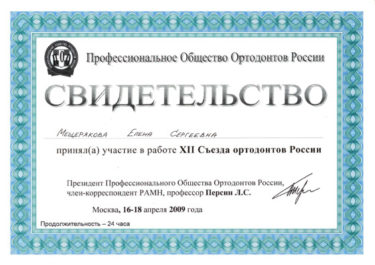 Профессиональное Общество Ортодонтов России
СВИДЕТЕЛЬСТВО
Мещеракова Елена Сергеевна
принял(а) участие в работе XII Съезда ортодонтов России
Президент Профессионального Общества Ортодонтов России,
член-корреспондент РАМН, профессор Персин Л.С.
Москва, 16-18 апреля 2009 года
Продолжительность – 24 часа